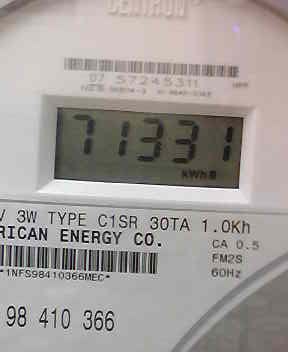 CENTRON
07 57245311
71331
kWh
V 3W TYPE C1SR 30TA 1.0Kh
RICAN ENERGY CO. CA 0.5
FM2S
*1NFS98410366MEC* 60Hz
98 410 366